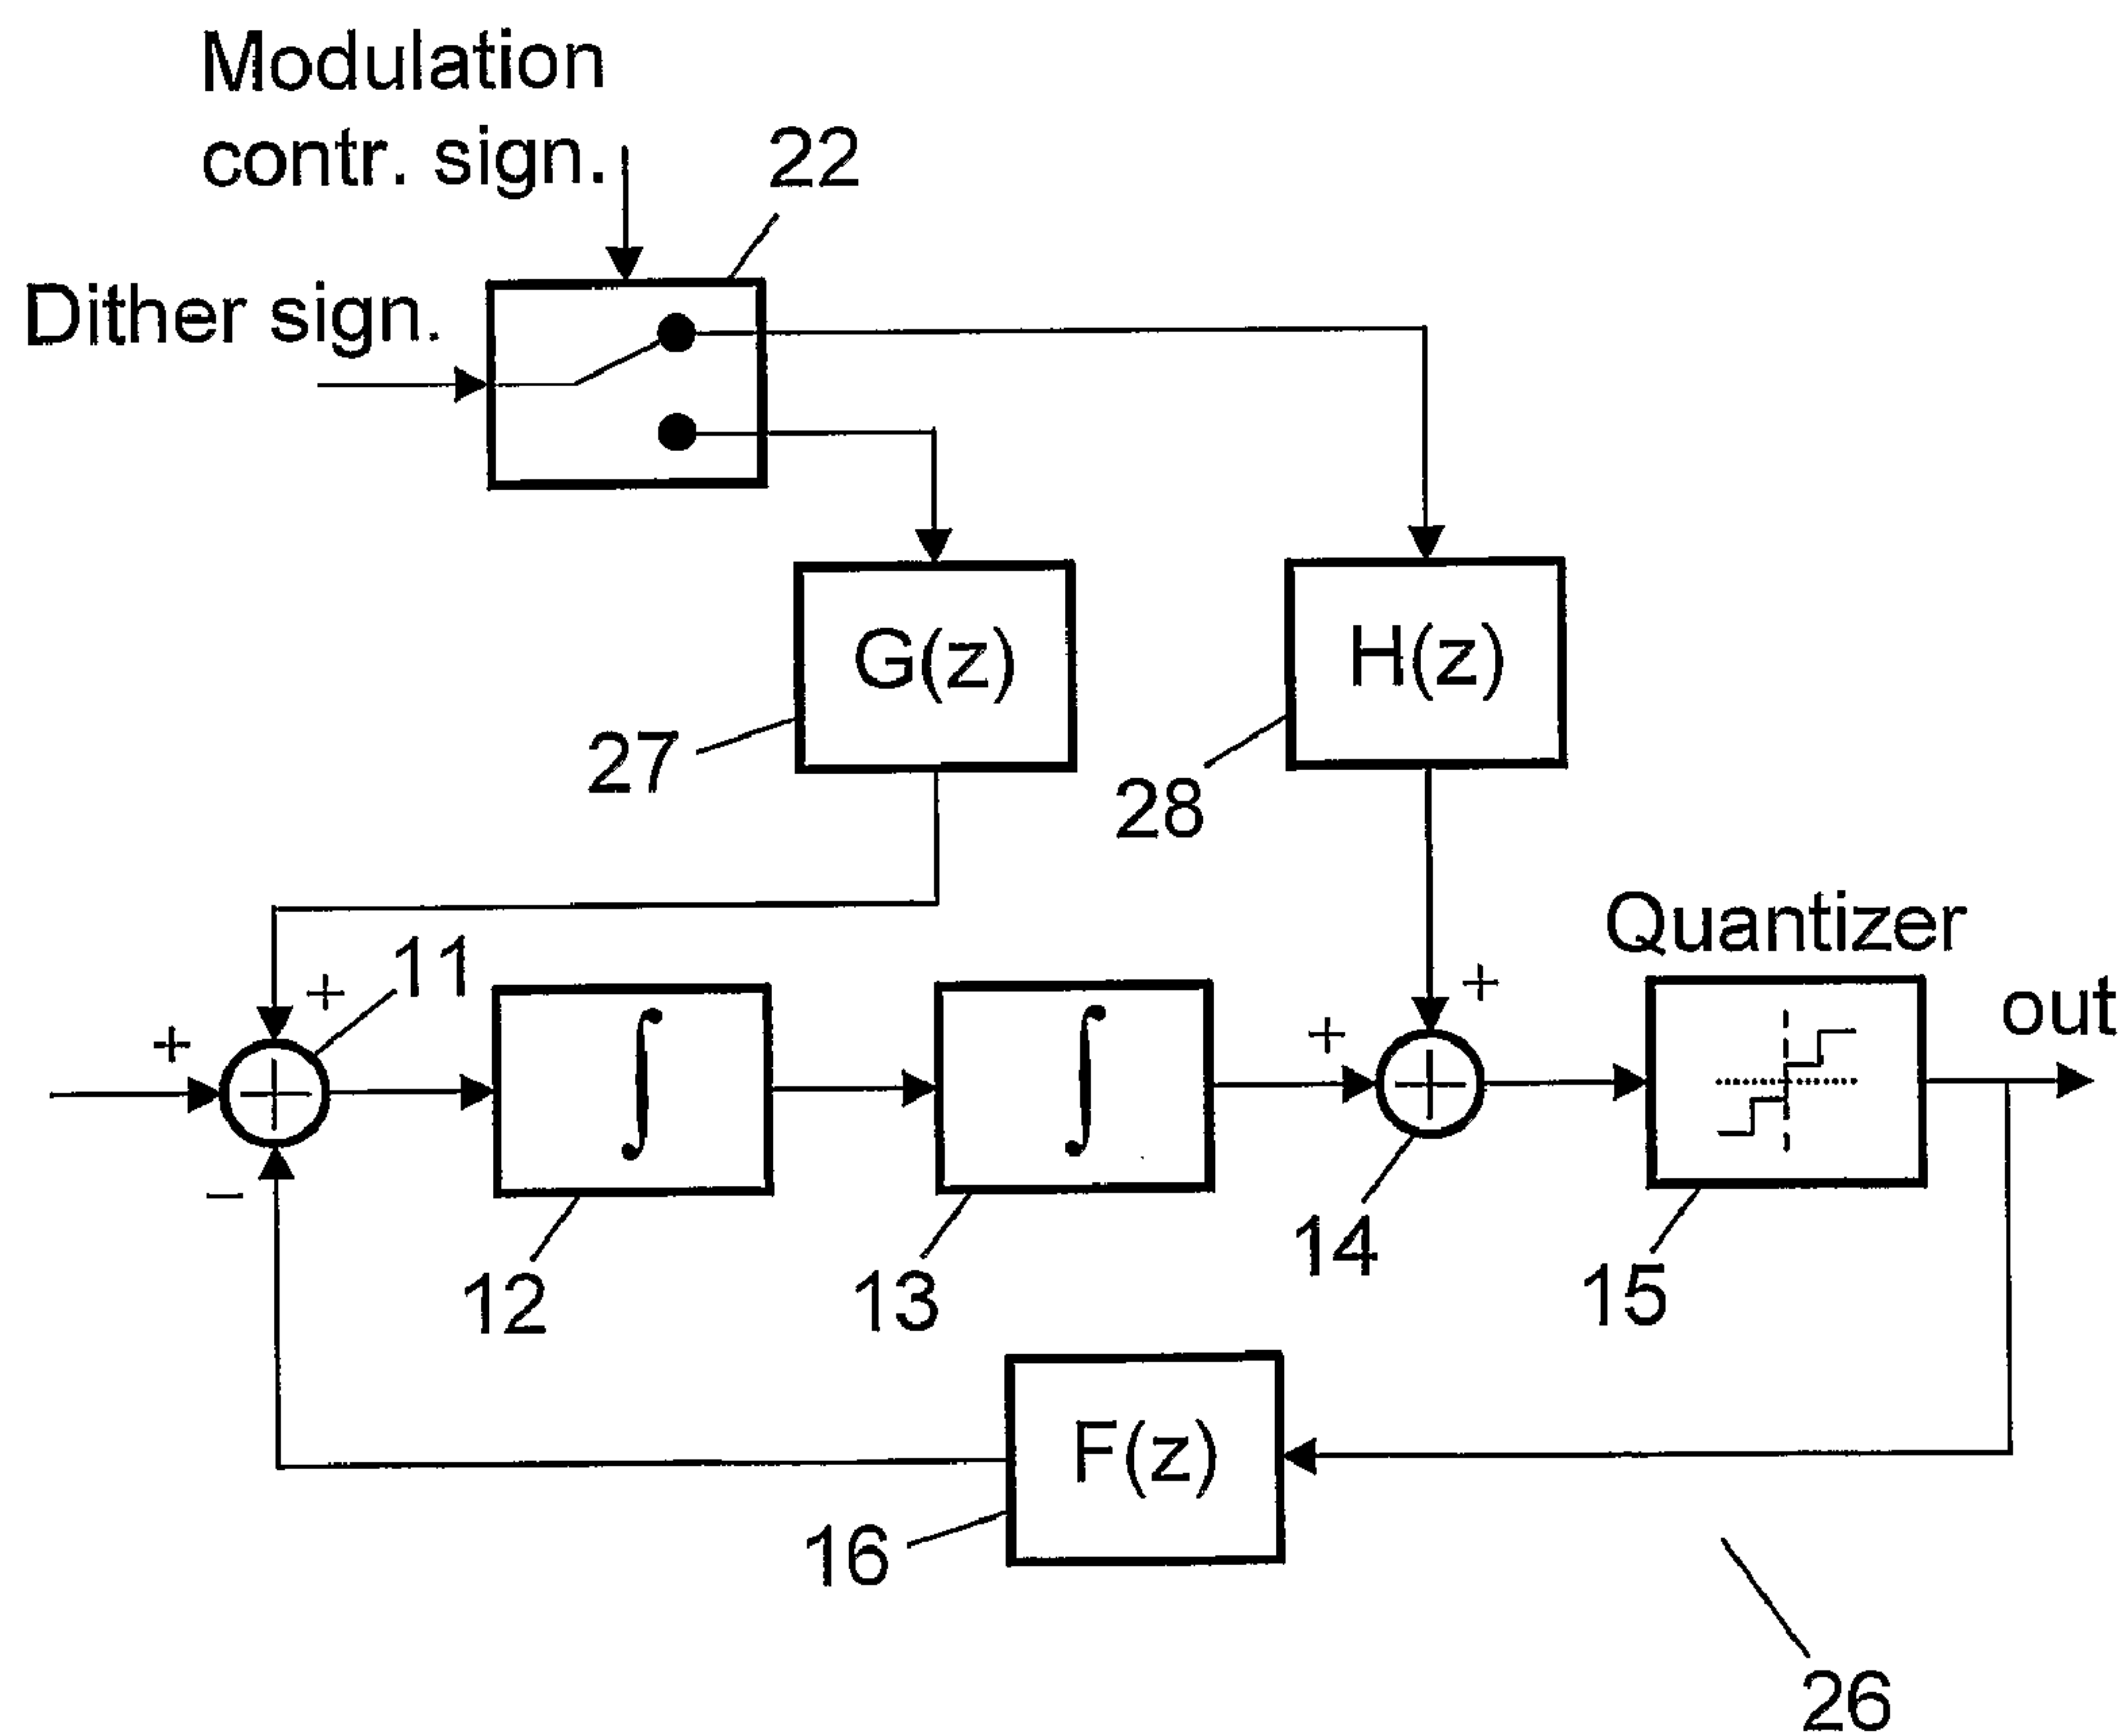 Modulation
contr. sign.
22
Dither sign.
G(z)
H(z)
27
28
Quantizer
11
+
+
+
+
out
−
12
13
14
15
F(z)
16
26